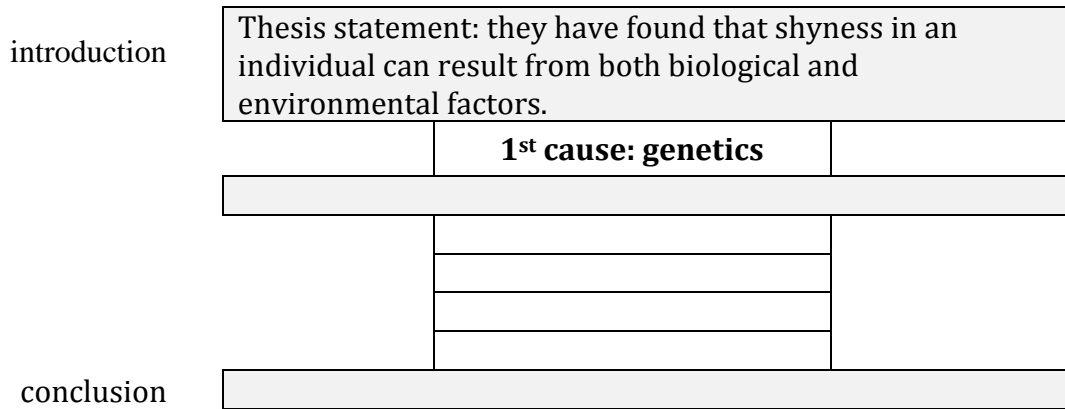 introduction
Thesis statement: they have found that shyness in an
individual can result from both biological and
environmental factors.
1st cause: genetics
conclusion